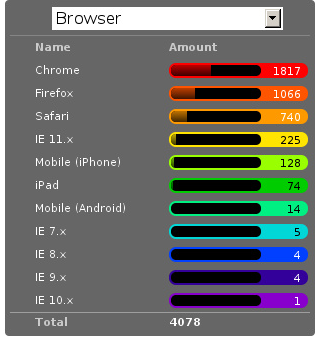 Browser
Name Amount
Chrome 1817
Firefox 1066
Safari 740
IE 11.x 225
Mobile (iPhone) 128
iPad 74
Mobile (Android) 14
IE 7.x 5
IE 8.x 4
IE 9.x 4
IE 10.x 1
Total 4078